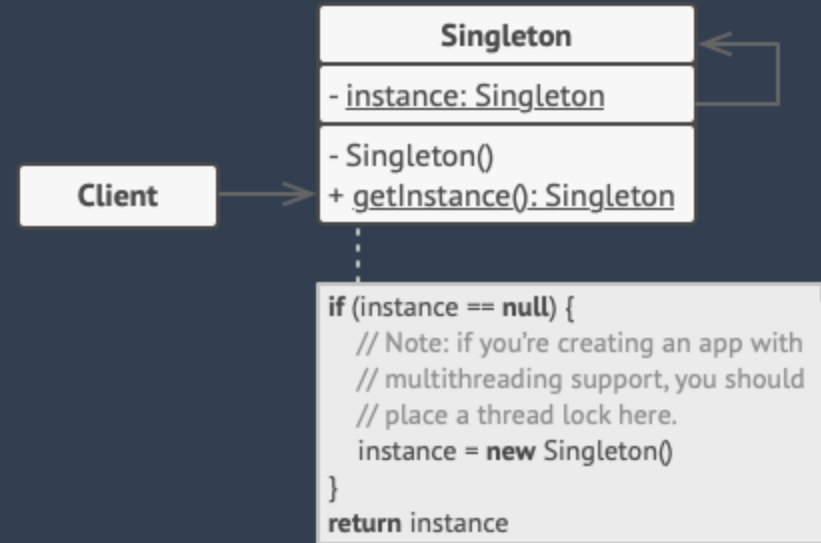 Singleton
- instance: Singleton
- Singleton()
+ getInstance(): Singleton
Client
if (instance == null) {
// Note: if you're creating an app with
// multithreading support, you should
// place a thread lock here.
instance = new Singleton()
}
return instance